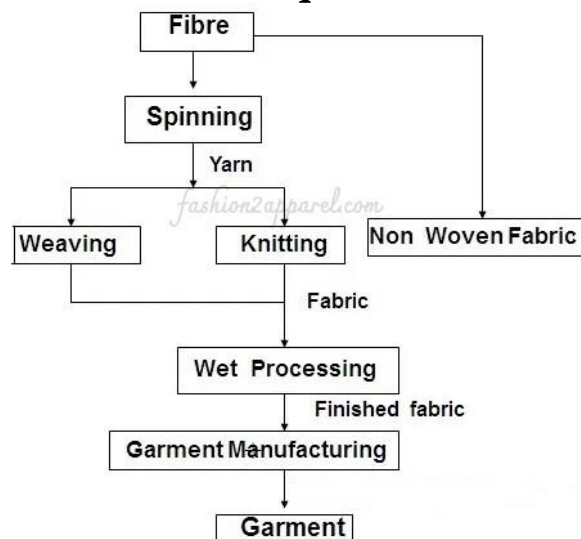 Fibre
Spinning
Yarn
fashion2apparel.com
Weaving
Knitting
Non Woven Fabric
Fabric
Wet Processing
Finished fabric
Garment Manufacturing
Garment